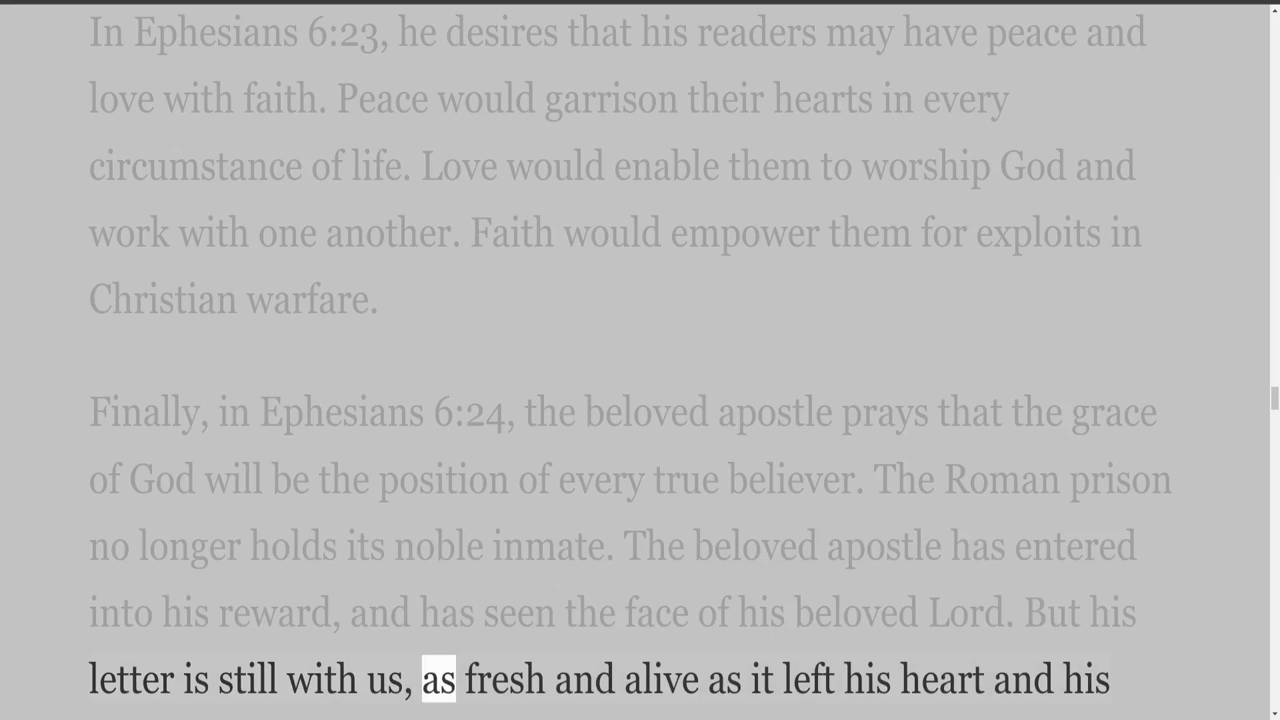 In Ephesians 6:23, he desires that his readers may have peace and
love with faith. Peace would garrison their hearts in every
circumstance of life. Love would enable them to worship God and
work with one another. Faith would empower them for exploits in
Christian warfare.
Finally, in Ephesians 6:24, the beloved apostle prays that the grace
of God will be the position of every true believer. The Roman prison
no longer holds its noble inmate. The beloved apostle has entered
into his reward, and has seen the face of his beloved Lord. But his
letter is still with us, as fresh and alive as it left his heart and his